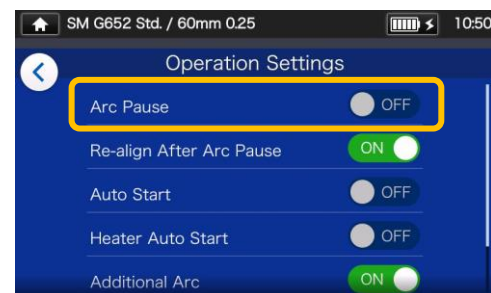 SM G652 Std. / 60mm 0.25 10:50
Operation Settings
Arc Pause OFF
Re-align After Arc Pause ON
Auto Start OFF
Heater Auto Start OFF
Additional Arc ON